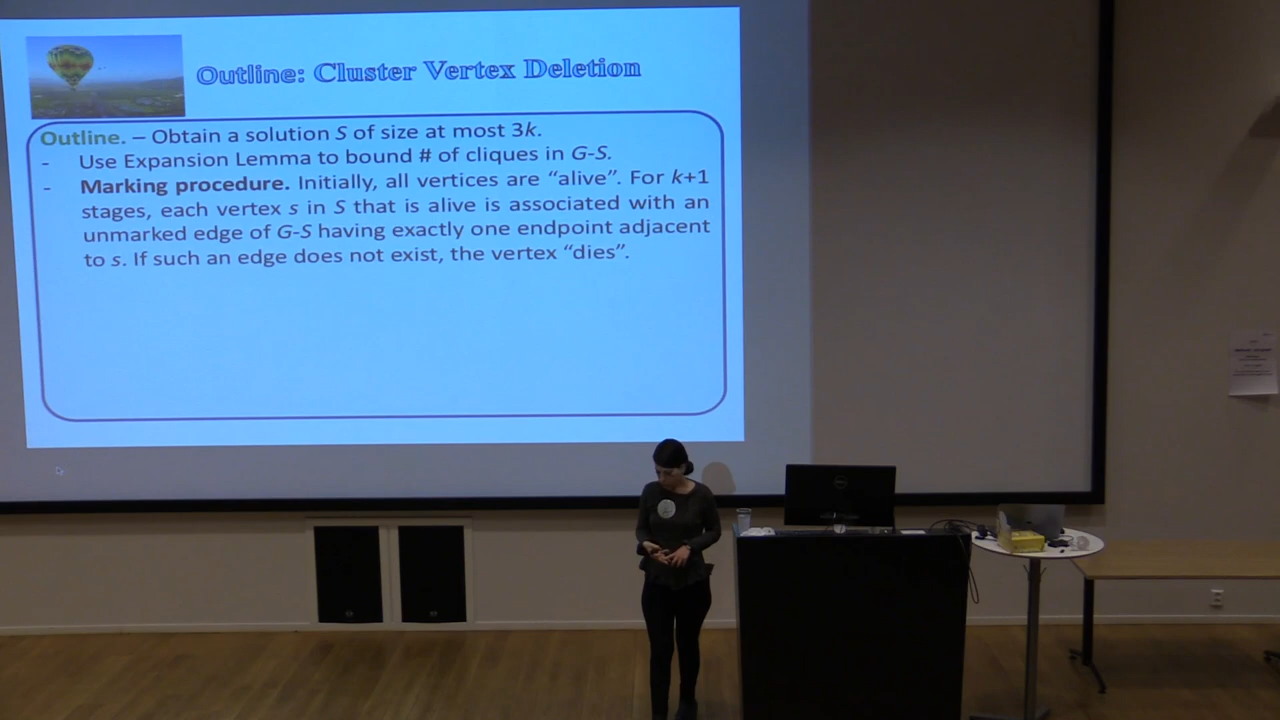 Outline: Cluster Vertex Deletion
Outline. – Obtain a solution S of size at most 3k.
- Use Expansion Lemma to bound # of cliques in G-S.
- Marking procedure. Initially, all vertices are “alive”. For k+1
stages, each vertex s in S that is alive is associated with an
unmarked edge of G-S having exactly one endpoint adjacent
to s. If such an edge does not exist, the vertex “dies”.